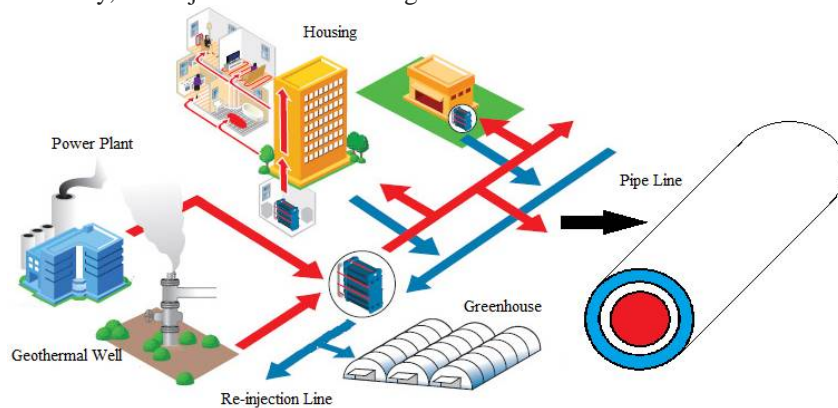 Housing
Power Plant
Pipe Line
Geothermal Well
Greenhouse
Re-injection Line